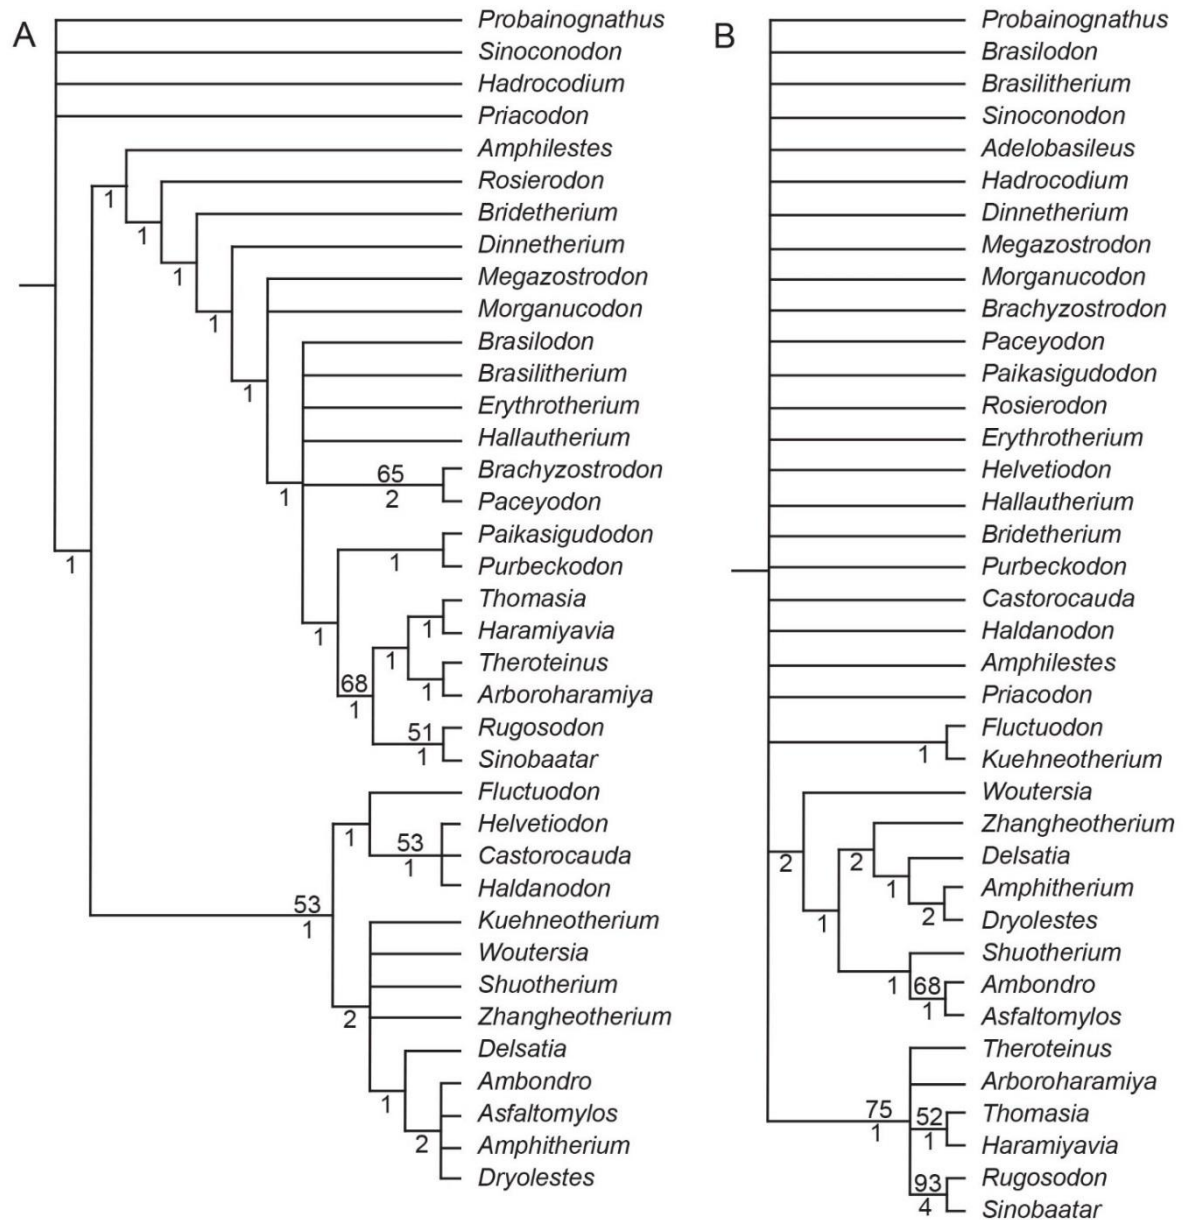 A
Probainognathus
Sinoconodon
Hadrocodium
Priacodon
Amphilestes
1
Rosierodon
1
Bridetherium
1
Dinnetherium
1
Megazostrodon
Morganucodon
1
Brasilodon
Brasilitherium
Erythrotherium
Hallautherium
1
65
Brachyzostrodon
2
Paceyodon
Paikasigudodon
1
1
Purbeckodon
Thomasia
1
1
Haramiyavia
1
Theroteinus
68
1
1
Arboroharamiya
51
Rugosodon
1
Sinobaatar
Fluctuodon
1
Helvetiodon
53
Castorocauda
1
Haldanodon
53
1
Kuehneotherium
Woutersia
Shuotherium
2
Zhangheotherium
Delsatia
1
Ambondro
Asfaltomylos
2
Amphitherium
Dryolestes
B
Probainognathus
Brasilodon
Brasilitherium
Sinoconodon
Adelobasileus
Hadrocodium
Dinnetherium
Megazostrodon
Morganucodon
Brachyzostrodon
Paceyodon
Paikasigudodon
Rosierodon
Erythrotherium
Helvetiodon
Hallautherium
Bridetherium
Purbeckodon
Castorocauda
Haldanodon
Amphilestes
Priacodon
Fluctuodon
1
Kuehneotherium
Woutersia
2
Zhangheotherium
2
Delsatia
1
Amphitherium
1
2
Dryolestes
Shuotherium
1
68
Ambondro
1
Asfaltomylos
Theroteinus
Arboroharamiya
75
1
52
Thomasia
1
Haramiyavia
93
Rugosodon
4
Sinobaatar